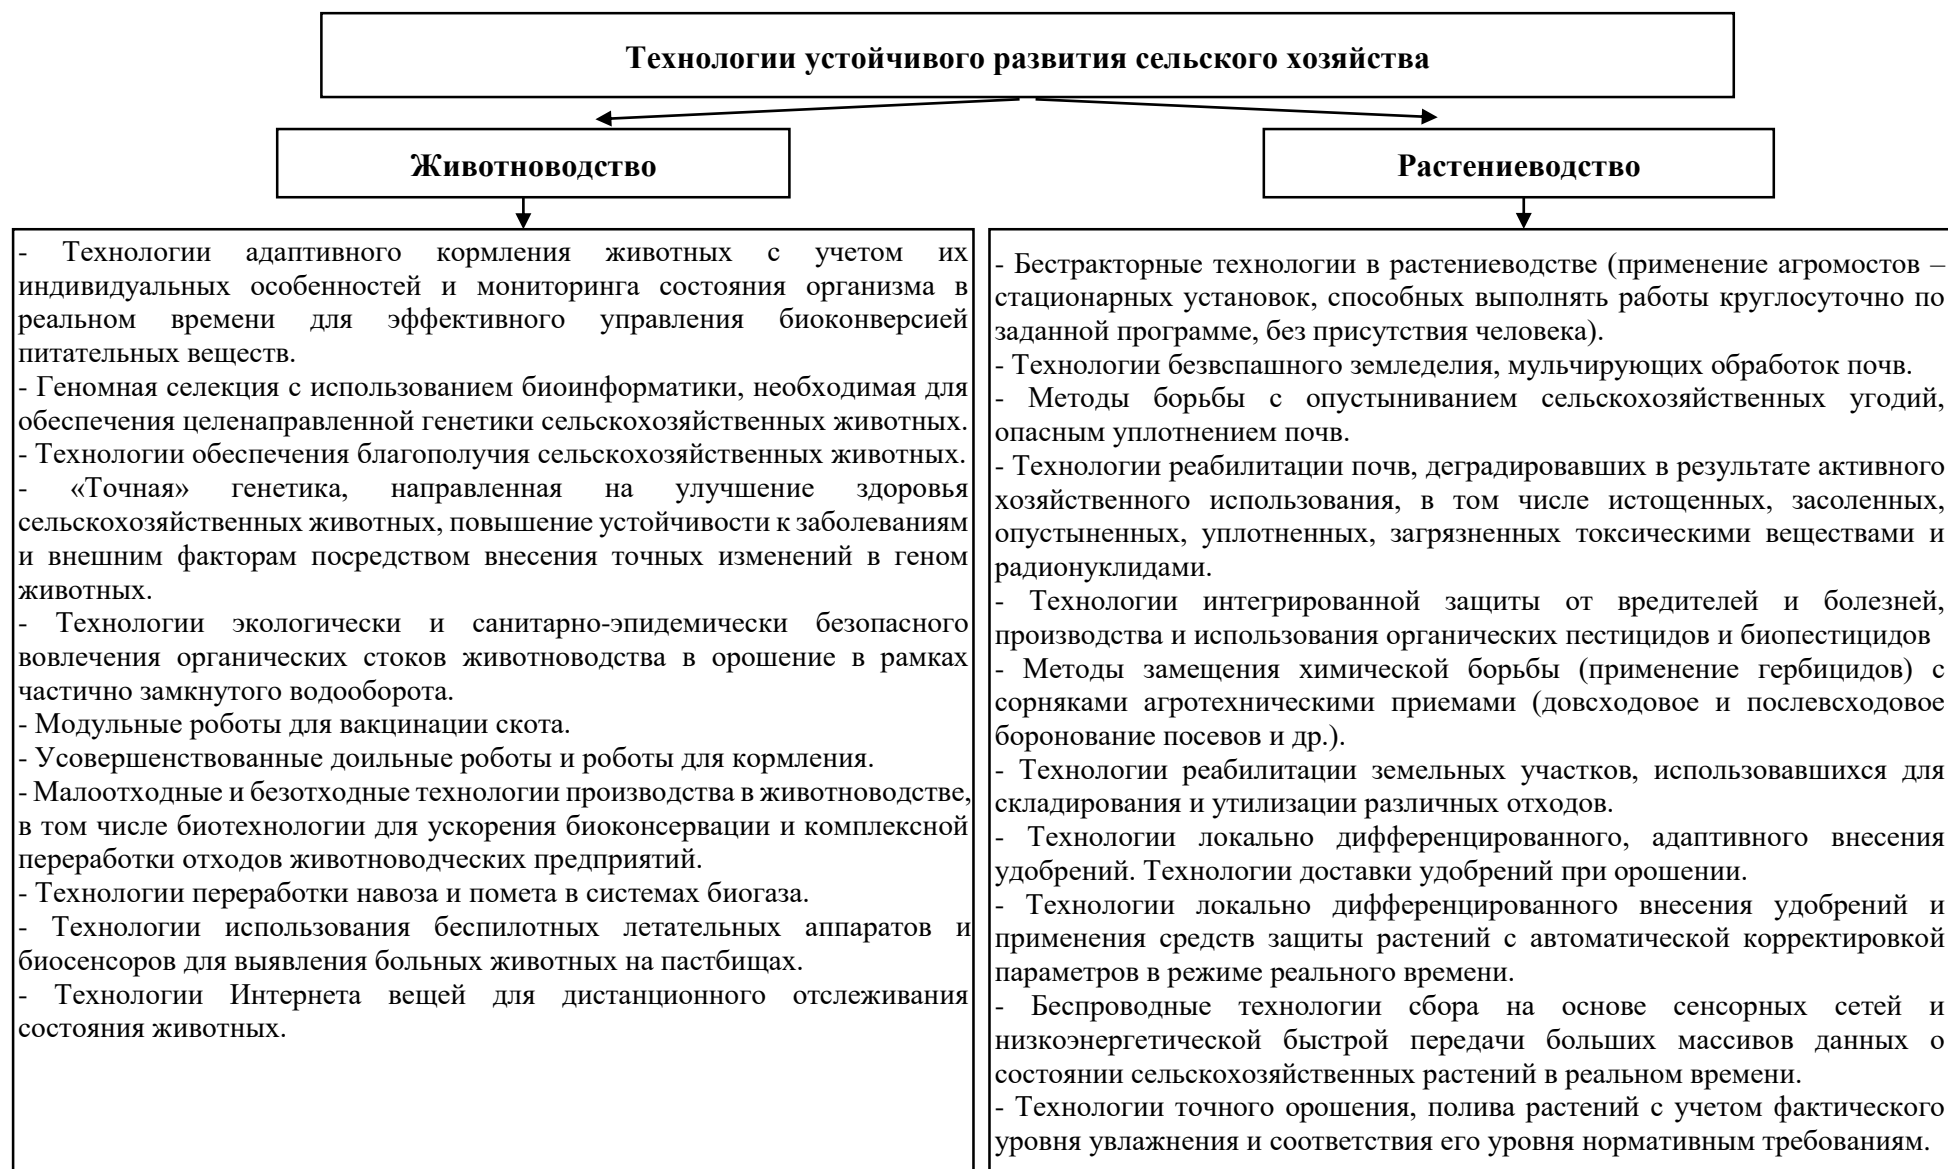 Технологии устойчивого развития сельского хозяйства
Животноводство
- Технологии адаптивного кормления животных с учетом их
индивидуальных особенностей и мониторинга состояния организма в
реальном времени для эффективного управления биоконверсией
питательных веществ.
- Геномная селекция с использованием биоинформатики, необходимая для
обеспечения целенаправленной генетики сельскохозяйственных животных.
- Технологии обеспечения благополучия сельскохозяйственных животных.
- «Точная» генетика, направленная на улучшение здоровья
сельскохозяйственных животных, повышение устойчивости к заболеваниям
и внешним факторам посредством внесения точных изменений в геном
животных.
- Технологии экологически и санитарно-эпидемически безопасного
вовлечения органических стоков животноводства в орошение в рамках
частично замкнутого водооборота.
- Модульные роботы для вакцинации скота.
- Усовершенствованные доильные роботы и роботы для кормления.
- Малоотходные и безотходные технологии производства в животноводстве,
в том числе биотехнологии для ускорения биоконсервации и комплексной
переработки отходов животноводческих предприятий.
- Технологии переработки навоза и помета в системах биогаза.
- Технологии использования беспилотных летательных аппаратов и
биосенсоров для выявления больных животных на пастбищах.
- Технологии Интернета вещей для дистанционного отслеживания
состояния животных.
Растениеводство
- Бестракторные технологии в растениеводстве (применение агромостов –
стационарных установок, способных выполнять работы круглосуточно по
заданной программе, без присутствия человека).
- Технологии безвспашного земледелия, мульчирующих обработок почв.
- Методы борьбы с опустыниванием сельскохозяйственных угодий,
опасным уплотнением почв.
- Технологии реабилитации почв, деградировавших в результате активного
хозяйственного использования, в том числе истощенных, засоленных,
опустыненных, уплотненных, загрязненных токсическими веществами и
радионуклидами.
- Технологии интегрированной защиты от вредителей и болезней,
производства и использования органических пестицидов и биопестицидов
- Методы замещения химической борьбы (применение гербицидов) с
сорняками агротехническими приемами (довсходовое и послевсходовое
боронование посевов и др.).
- Технологии реабилитации земельных участков, использовавшихся для
складирования и утилизации различных отходов.
- Технологии локально дифференцированного, адаптивного внесения
удобрений. Технологии доставки удобрений при орошении.
- Технологии локально дифференцированного внесения удобрений и
применения средств защиты растений с автоматической корректировкой
параметров в режиме реального времени.
- Беспроводные технологии сбора на основе сенсорных сетей и
низкоэнергетической быстрой передачи больших массивов данных о
состоянии сельскохозяйственных растений в реальном времени.
- Технологии точного орошения, полива растений с учетом фактического
уровня увлажнения и соответствия его уровня нормативным требованиям.